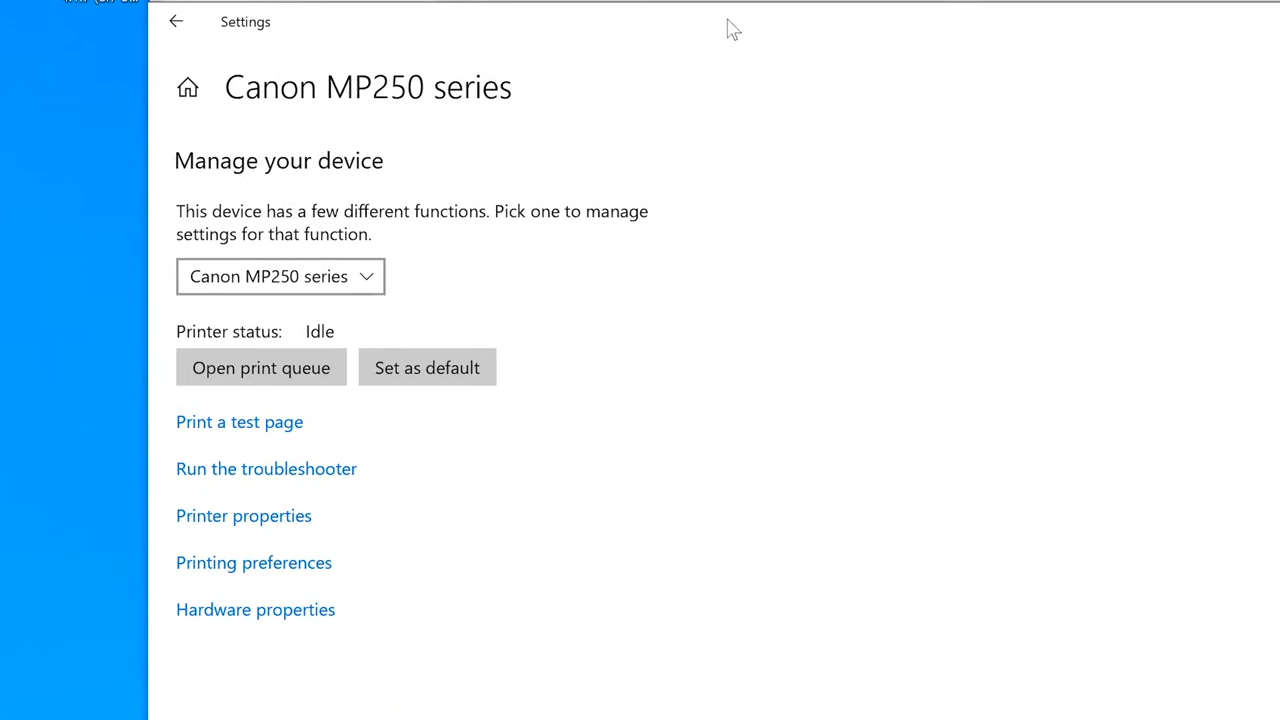 Settings
Canon MP250 series
Manage your device
This device has a few different functions. Pick one to manage
settings for that function.
Canon MP250 series
Printer status: Idle
Open print queue Set as default
Print a test page
Run the troubleshooter
Printer properties
Printing preferences
Hardware properties